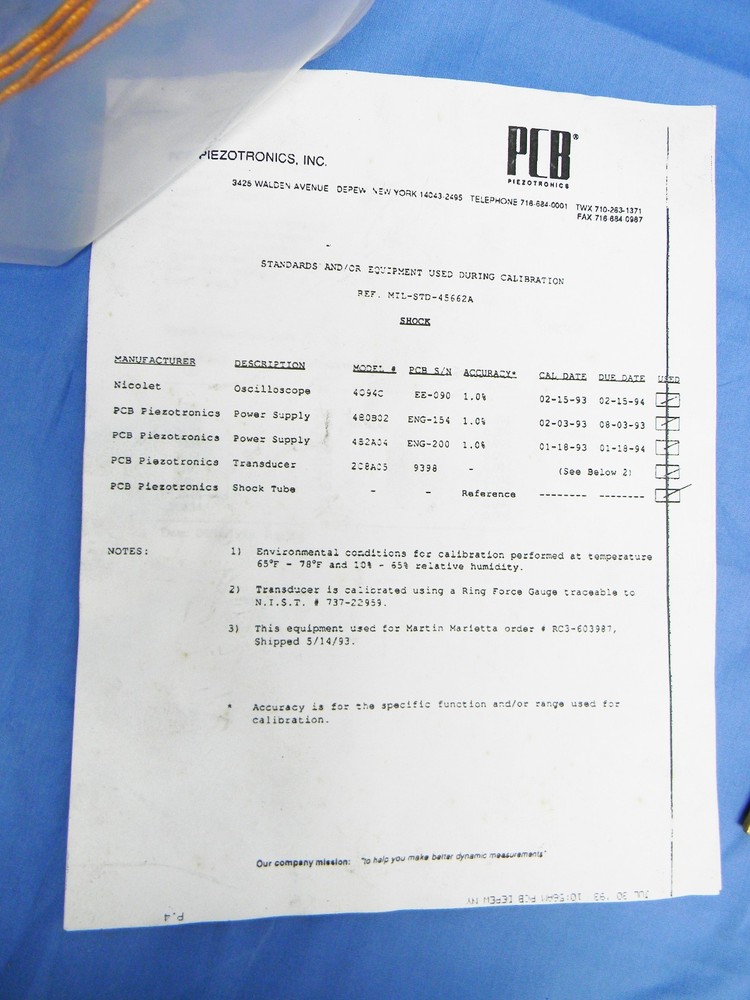 PIEZOTRONICS, INC.
PCB®
PIEZOTRONICS
3425 WALDEN AVENUE DEPEW NEW YORK 14043-2495 TELEPHONE 716-684-0001 TWX 710-263-1371
FAX 716 684 0987
STANDARDS AND/OR EQUIPMENT USED DURING CALIBRATION
REF. MIL-STD-45662A
SHOCK
MANUFACTURER DESCRIPTION MODEL # PCB S/N ACCURACY* CAL DATE DUE DATE USED
Nicolet Oscilloscope 4094C EE-090 1.0% 02-15-93 02-15-94
PCB Piezotronics Power Supply 480B02 ENG-154 1.0% 02-03-93 08-03-93
PCB Piezotronics Power Supply 482A04 ENG-200 1.0% 01-18-93 01-18-94
PCB Piezotronics Transducer 208A05 9398 - (See Below 2)
PCB Piezotronics Shock Tube - - Reference -------- --------
NOTES: 1) Environmental conditions for calibration performed at temperature
65°F - 78°F and 10% - 65% relative humidity.
2) Transducer is calibrated using a Ring Force Gauge traceable to
N.I.S.T. # 737-22959.
3) This equipment used for Martin Marietta order # RC3-603987,
Shipped 5/14/93.
* Accuracy is for the specific function and/or range used for
calibration.
Our company mission: "to help you make better dynamic measurements"
JUL 30 '93 10:56AM PCB DEPEW NY
P.4